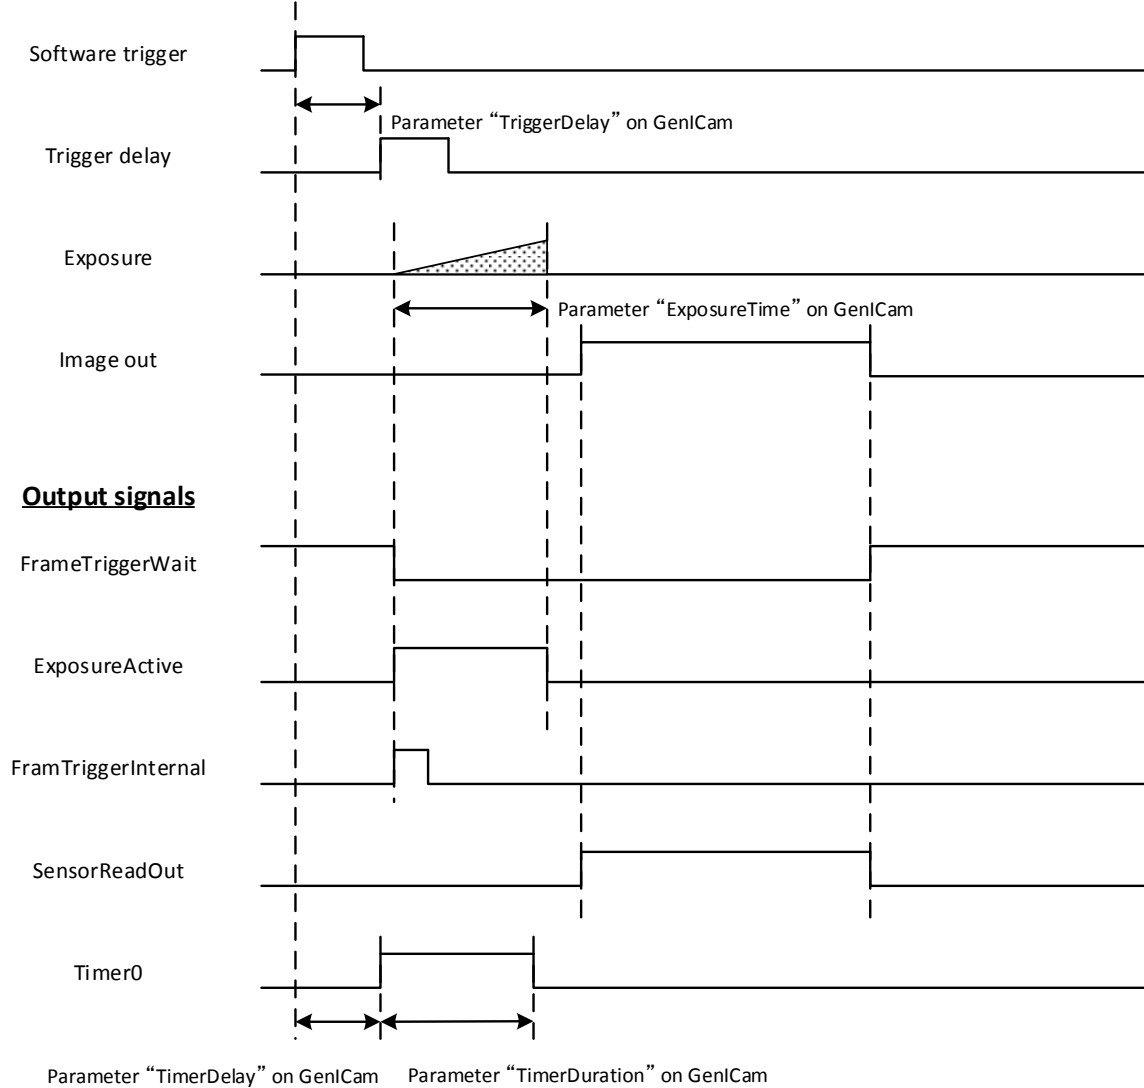 Software trigger
Parameter “TriggerDelay” on GenICam
Trigger delay
Exposure
Parameter “ExposureTime” on GenICam
Image out
Output signals
FrameTriggerWait
ExposureActive
FramTriggerInternal
SensorReadOut
Timer0
Parameter “TimerDelay” on GenICam
Parameter “TimerDuration” on GenICam